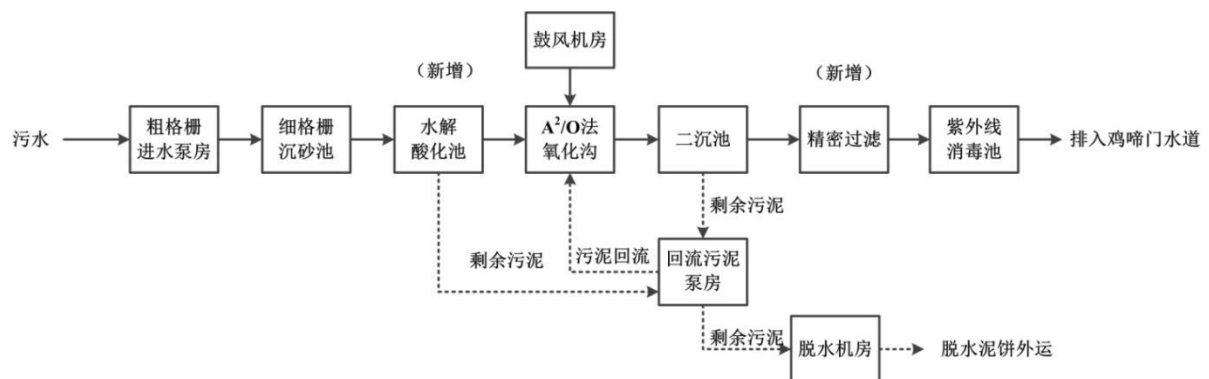 鼓风机房
（新增）
（新增）
污水
粗格栅
进水泵房
细格栅
沉砂池
水解
酸化池
A²/O法
氧化沟
二沉池
精密过滤
紫外线
消毒池
排入鸡啼门水道
剩余污泥
剩余污泥
污泥回流
回流污泥
泵房
剩余污泥
脱水机房
脱水泥饼外运